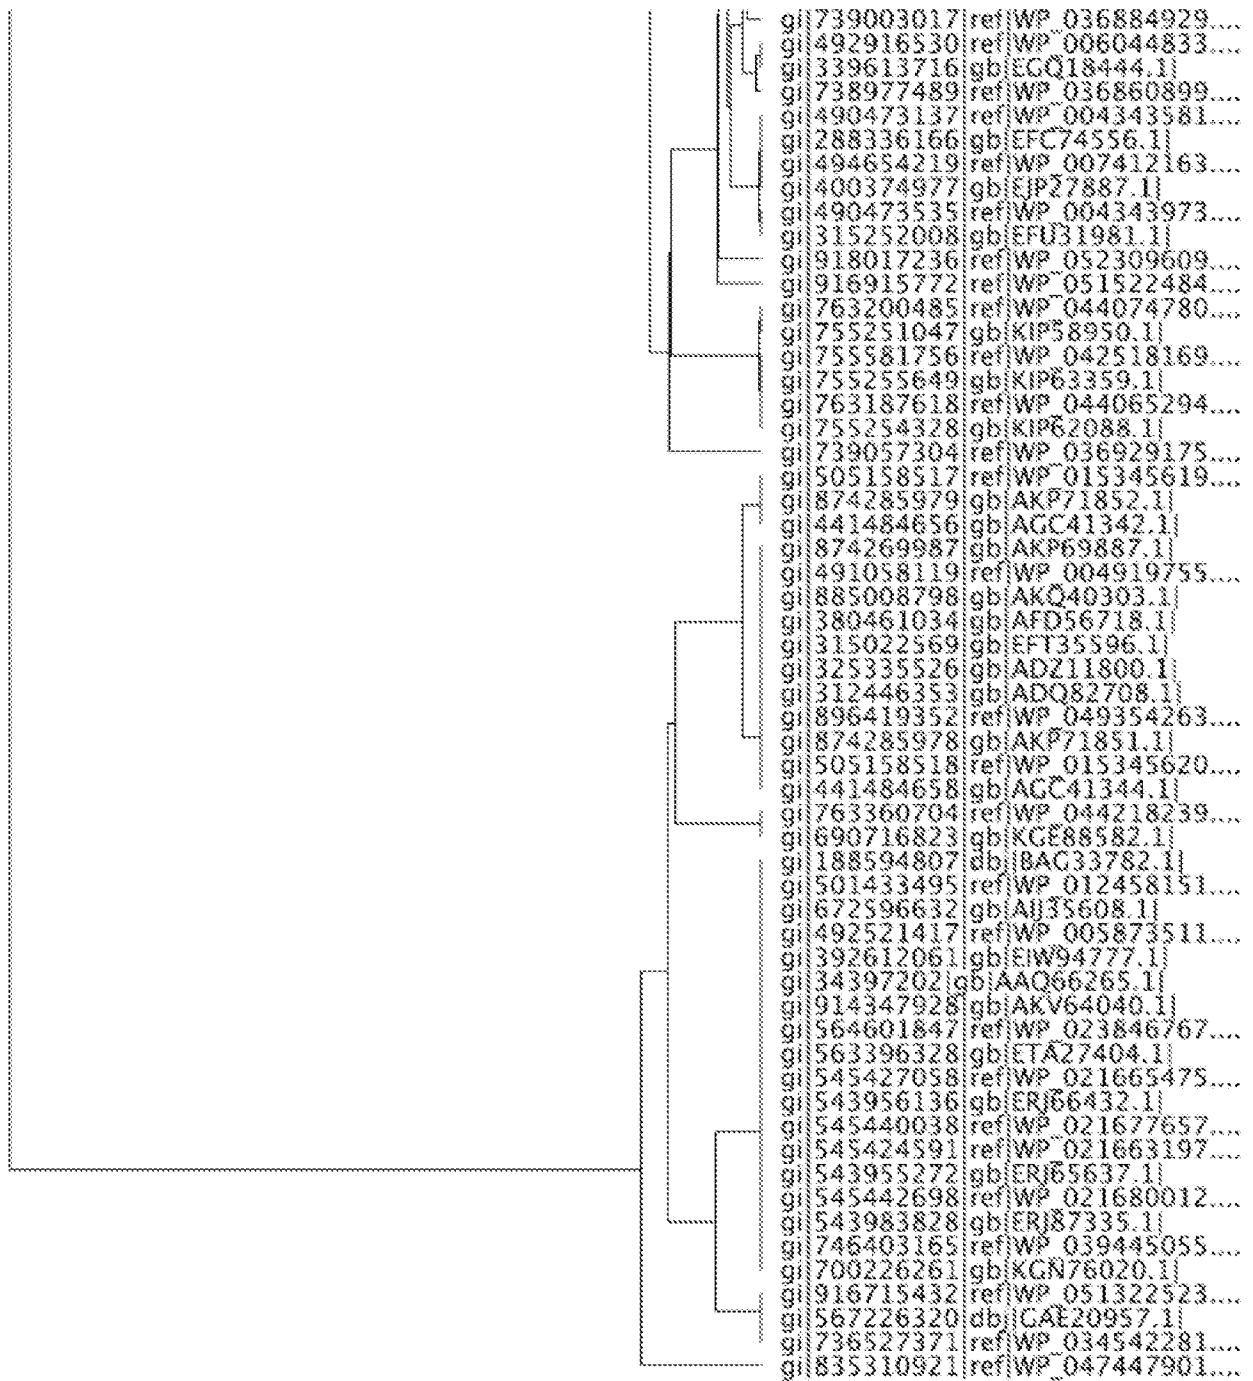 gi|739003017|ref|WP_036884929....
gi|492916530|ref|WP_006044833....
gi|339613716|gb|EGQ18444.1|
gi|738977489|ref|WP_036860899....
gi|490473137|ref|WP_004343581....
gi|288336166|gb|EFC74556.1|
gi|494654219|ref|WP_007412163....
gi|400374977|gb|EJP27887.1|
gi|490473535|ref|WP_004343973....
gi|315252008|gb|EFU31981.1|
gi|918017236|ref|WP_052309609....
gi|916915772|ref|WP_051522484....
gi|763200485|ref|WP_044074780....
gi|755251047|gb|KIP58950.1|
gi|755581756|ref|WP_042518169....
gi|755255649|gb|KIP63359.1|
gi|763187618|ref|WP_044065294....
gi|755254328|gb|KIP62088.1|
gi|739057304|ref|WP_036929175....
gi|505158517|ref|WP_015345619....
gi|874285979|gb|AKP71852.1|
gi|441484656|gb|AGC41342.1|
gi|874269987|gb|AKP69887.1|
gi|491058119|ref|WP_004919755....
gi|885008798|gb|AKQ40303.1|
gi|380461034|gb|AFD56718.1|
gi|315022569|gb|EFT35596.1|
gi|325335526|gb|ADZ11800.1|
gi|312446353|gb|ADQ82708.1|
gi|896419352|ref|WP_049354263....
gi|874285978|gb|AKP71851.1|
gi|505158518|ref|WP_015345620....
gi|441484658|gb|AGC41344.1|
gi|763360704|ref|WP_044218239....
gi|690716823|gb|KGE88582.1|
gi|188594807|dbj|BAG33782.1|
gi|501433495|ref|WP_012458151....
gi|672596632|gb|AIJ35608.1|
gi|492521417|ref|WP_005873511....
gi|392612061|gb|EIW94777.1|
gi|34397202|gb|AAQ66265.1|
gi|914347928|gb|AKV64040.1|
gi|564601847|ref|WP_023846767....
gi|563396328|gb|ETA27404.1|
gi|545427058|ref|WP_021665475....
gi|543956136|gb|ERJ66432.1|
gi|545440038|ref|WP_021677657....
gi|545424591|ref|WP_021663197....
gi|543955272|gb|ERJ65637.1|
gi|545442698|ref|WP_021680012....
gi|543983828|gb|ERJ87335.1|
gi|746403165|ref|WP_039445055....
gi|700226261|gb|KGN76020.1|
gi|916715432|ref|WP_051322523....
gi|567226320|dbj|GAE20957.1|
gi|736527371|ref|WP_034542281....
gi|835310921|ref|WP_047447901....